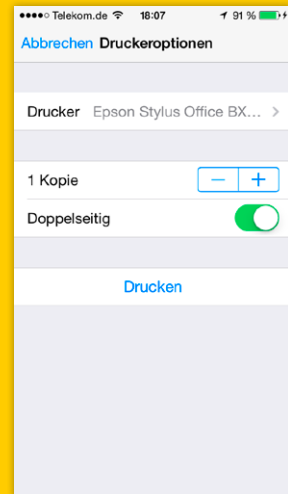 Telekom.de 18:07 91 %
Abbrechen Druckeroptionen
Drucker Epson Stylus Office BX...
1 Kopie
Doppelseitig
Drucken